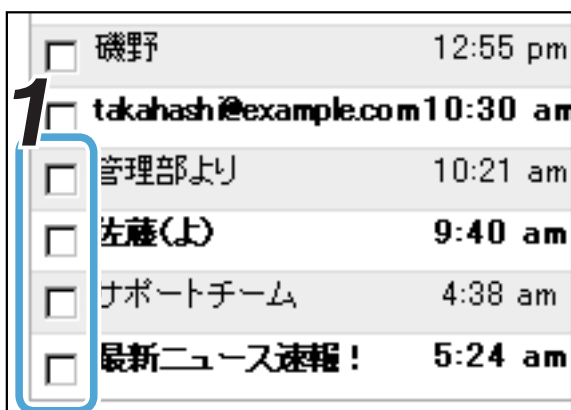 磯野 12:55 pm
1
takahashi@example.com 10:30 am
管理部より 10:21 am
佐藤(よ) 9:40 am
サポートチーム 4:38 am
最新ニュース速報！ 5:24 am